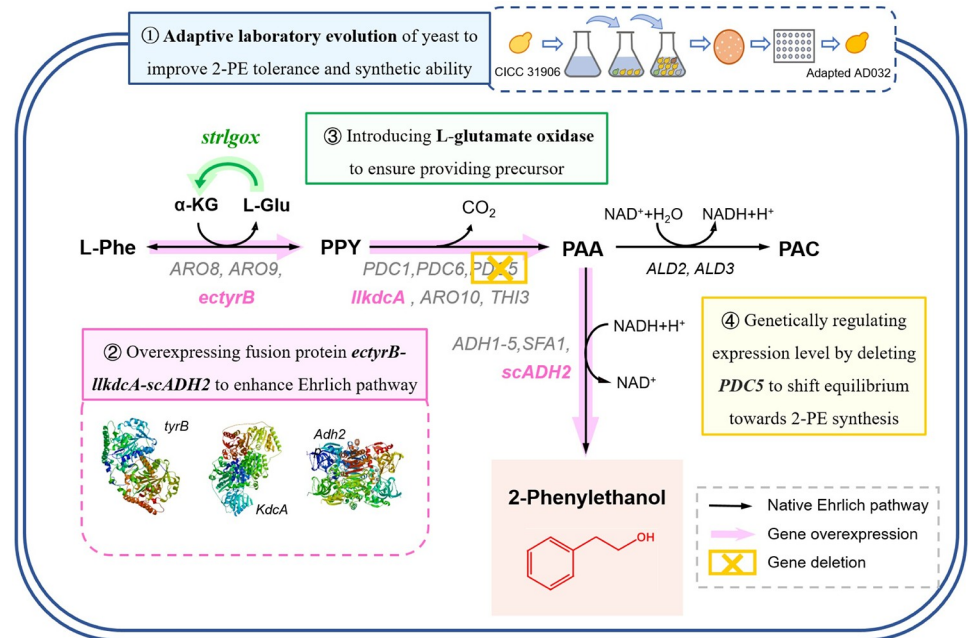 ① Adaptive laboratory evolution of yeast to
improve 2-PE tolerance and synthetic ability
CICC 31906
Adapted AD032
strlgox
③ Introducing L-glutamate oxidase
to ensure providing precursor
α-KG
L-Glu
CO₂
NAD⁺+H₂O
NADH+H⁺
L-Phe
PPY
PAA
PAC
ARO8, ARO9,
ectyrB
PDC1,PDC6,PDC5
llkdcA , ARO10, THI3
ALD2, ALD3
② Overexpressing fusion protein ectyrB-
llkdcA-scADH2 to enhance Ehrlich pathway
ADH1-5,SFA1,
scADH2
NADH+H⁺
NAD⁺
④ Genetically regulating
expression level by deleting
PDC5 to shift equilibrium
towards 2-PE synthesis
tyrB
KdcA
Adh2
2-Phenylethanol
OH
Native Ehrlich pathway
Gene overexpression
Gene deletion